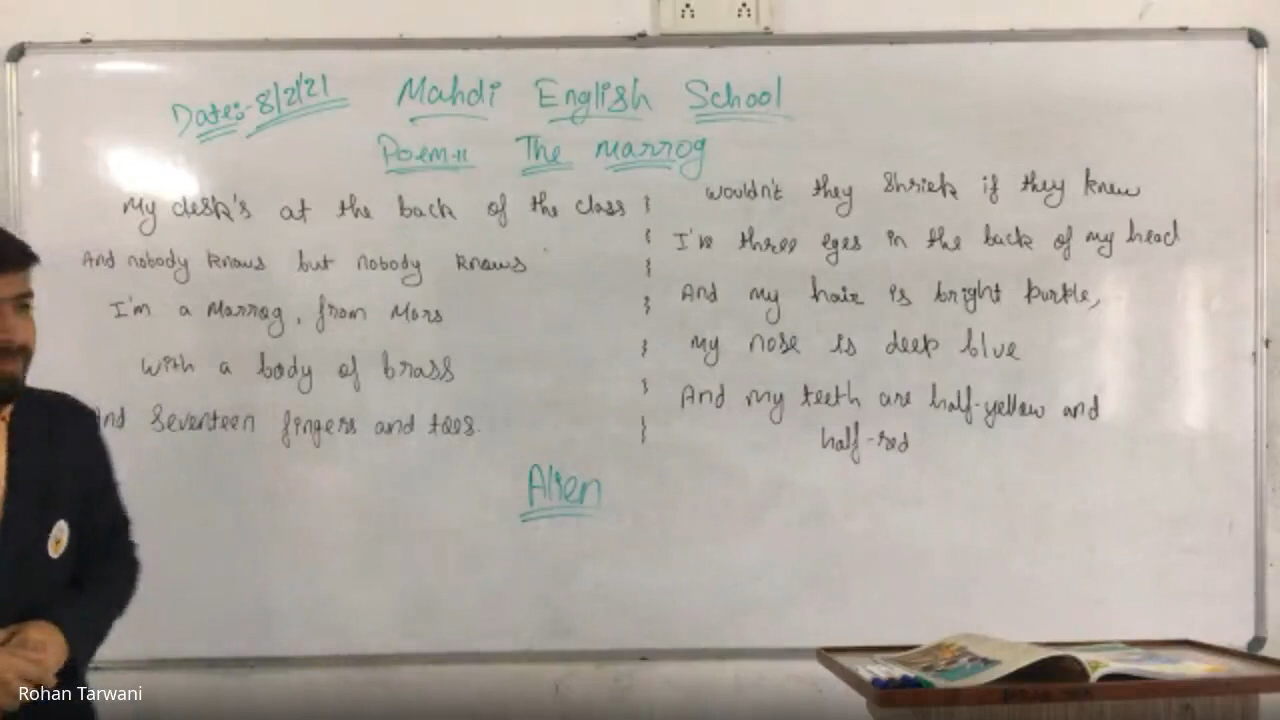 Date:- 8/2/21
Mahdi English School
Poem-11 The Marrog
My desk's at the back of the class
And nobody knows but nobody knows
I'm a Marrog, from Mars
With a body of brass
And Seventeen fingers and toes.
wouldn't they Shriek if they knew
I've three eyes in the back of my head
And my hair is bright purple,
My nose is deep blue
And my teeth are half-yellow and
half-red
Alien
Rohan Tarwani